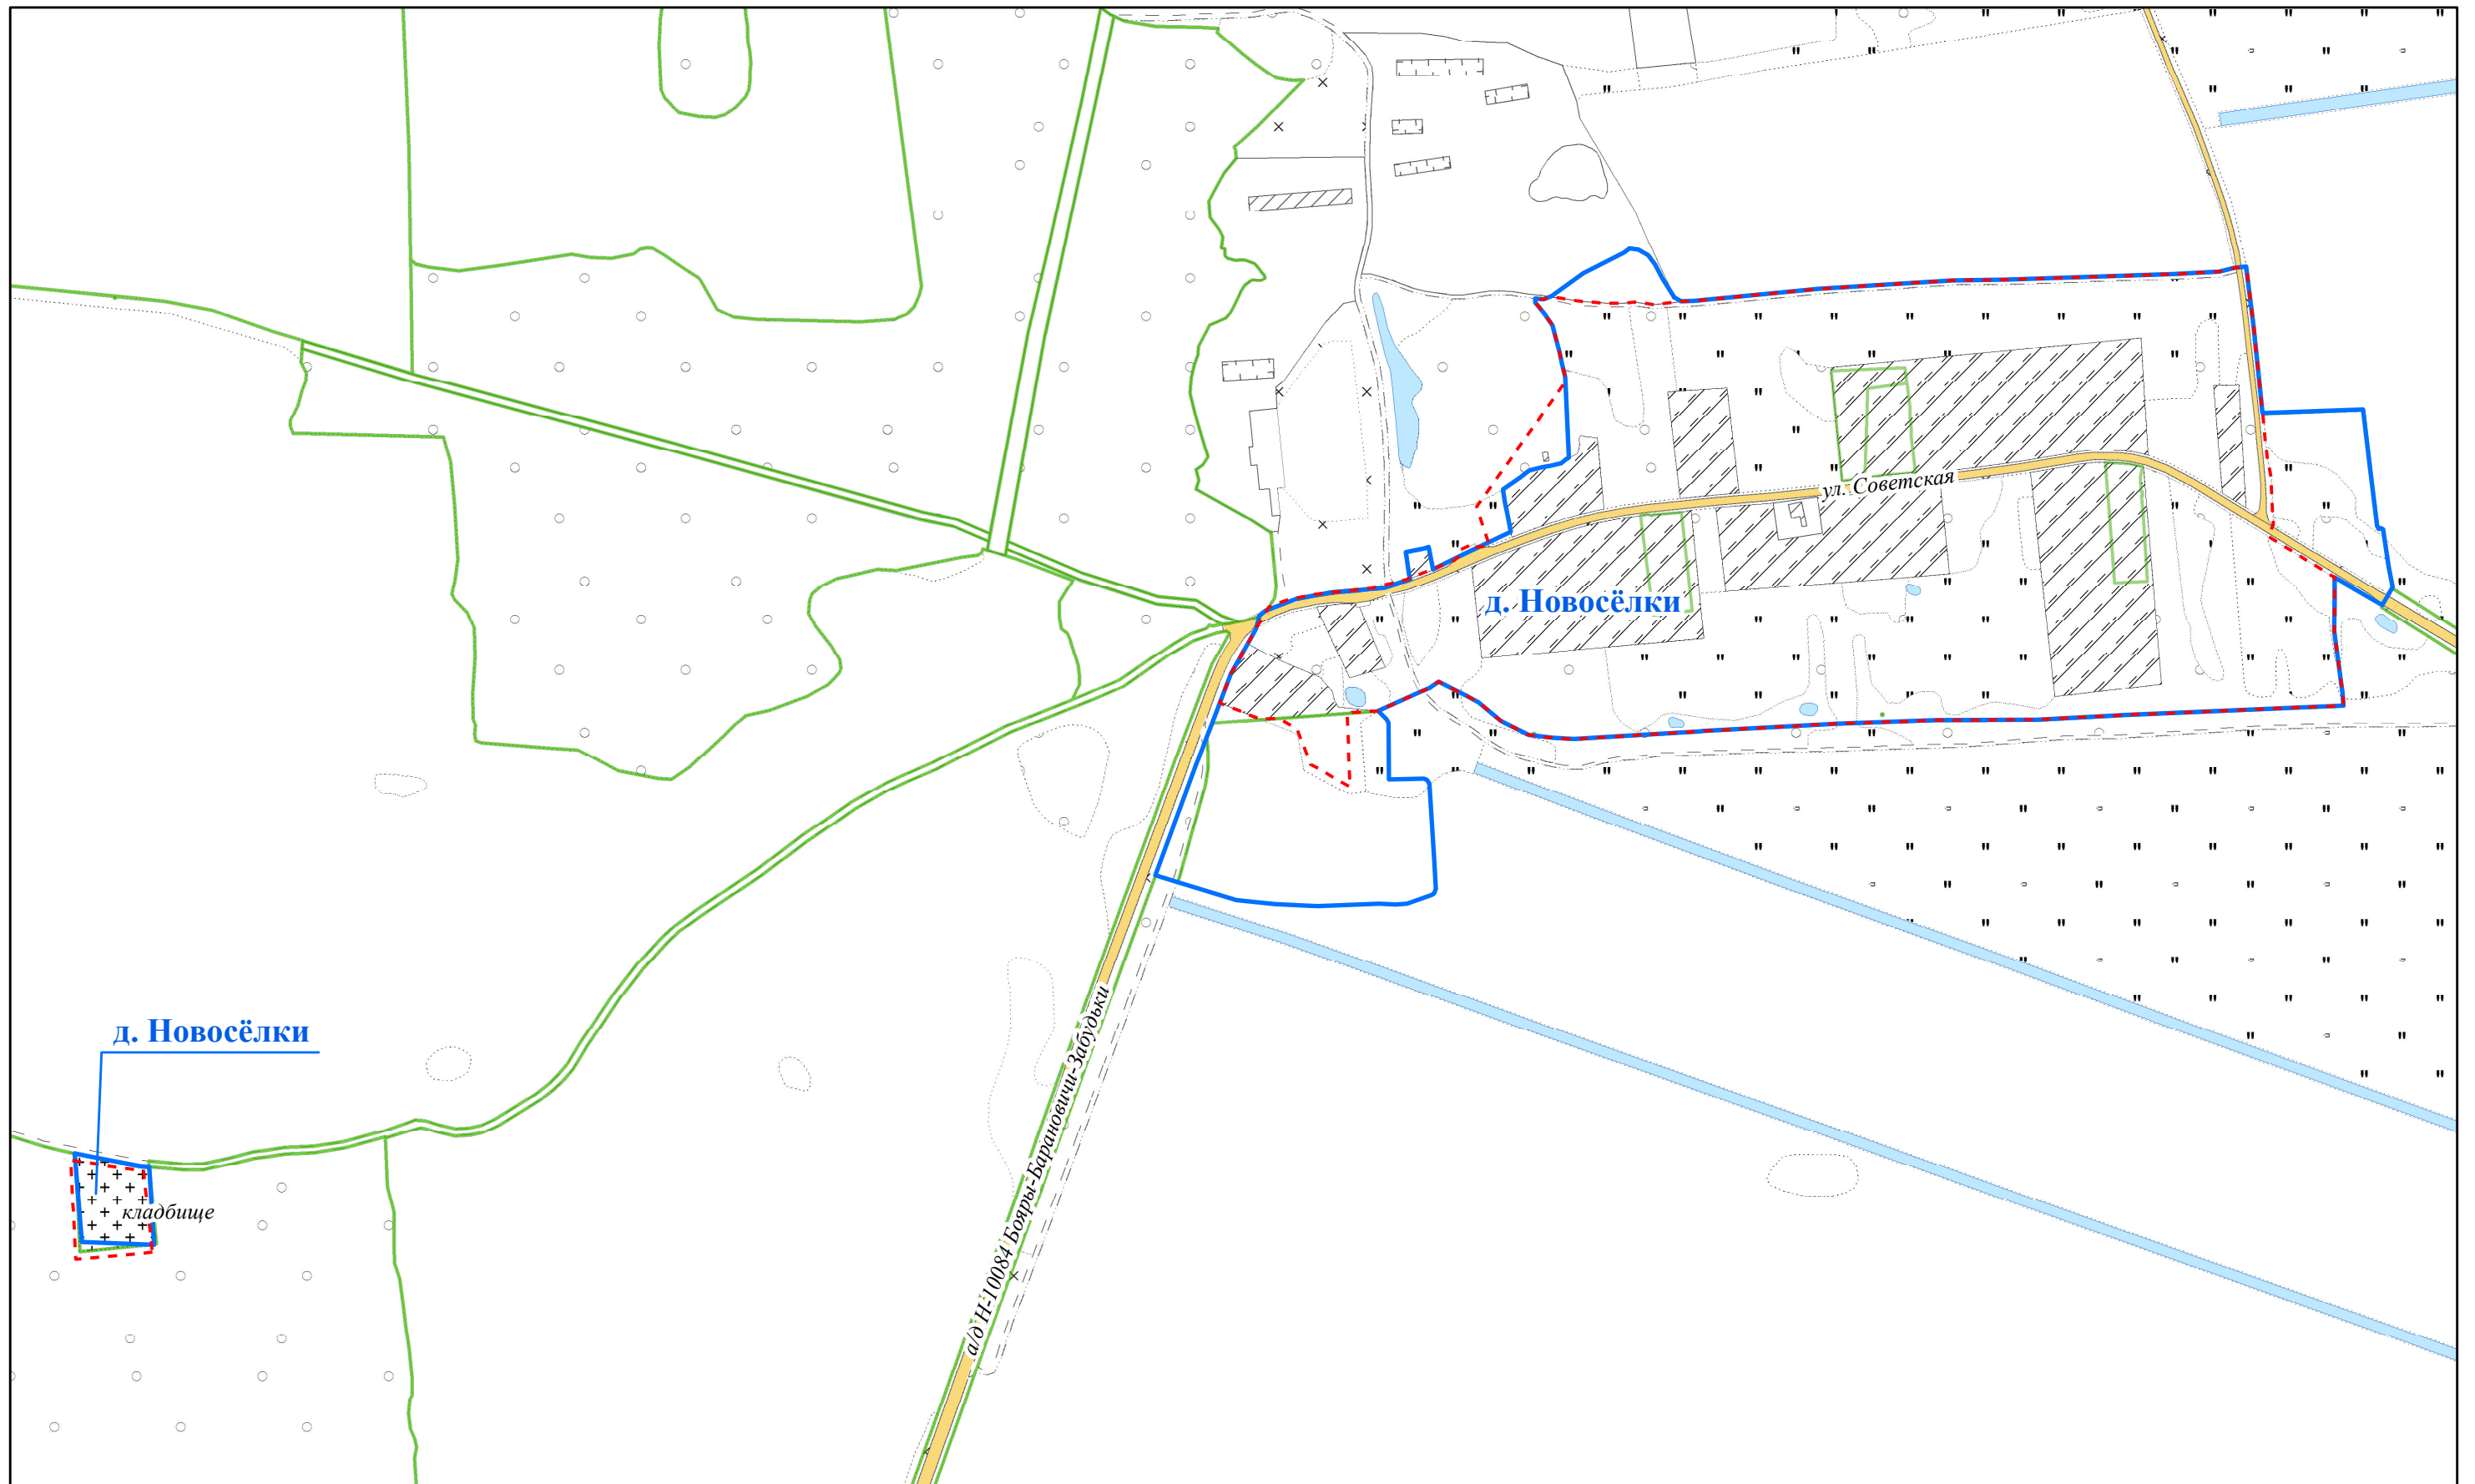 ул. Советская
д. Новосёлки
а/д Н-10084 Бояры-Барановичи-Забудьки
д. Новосёлки
кладбище